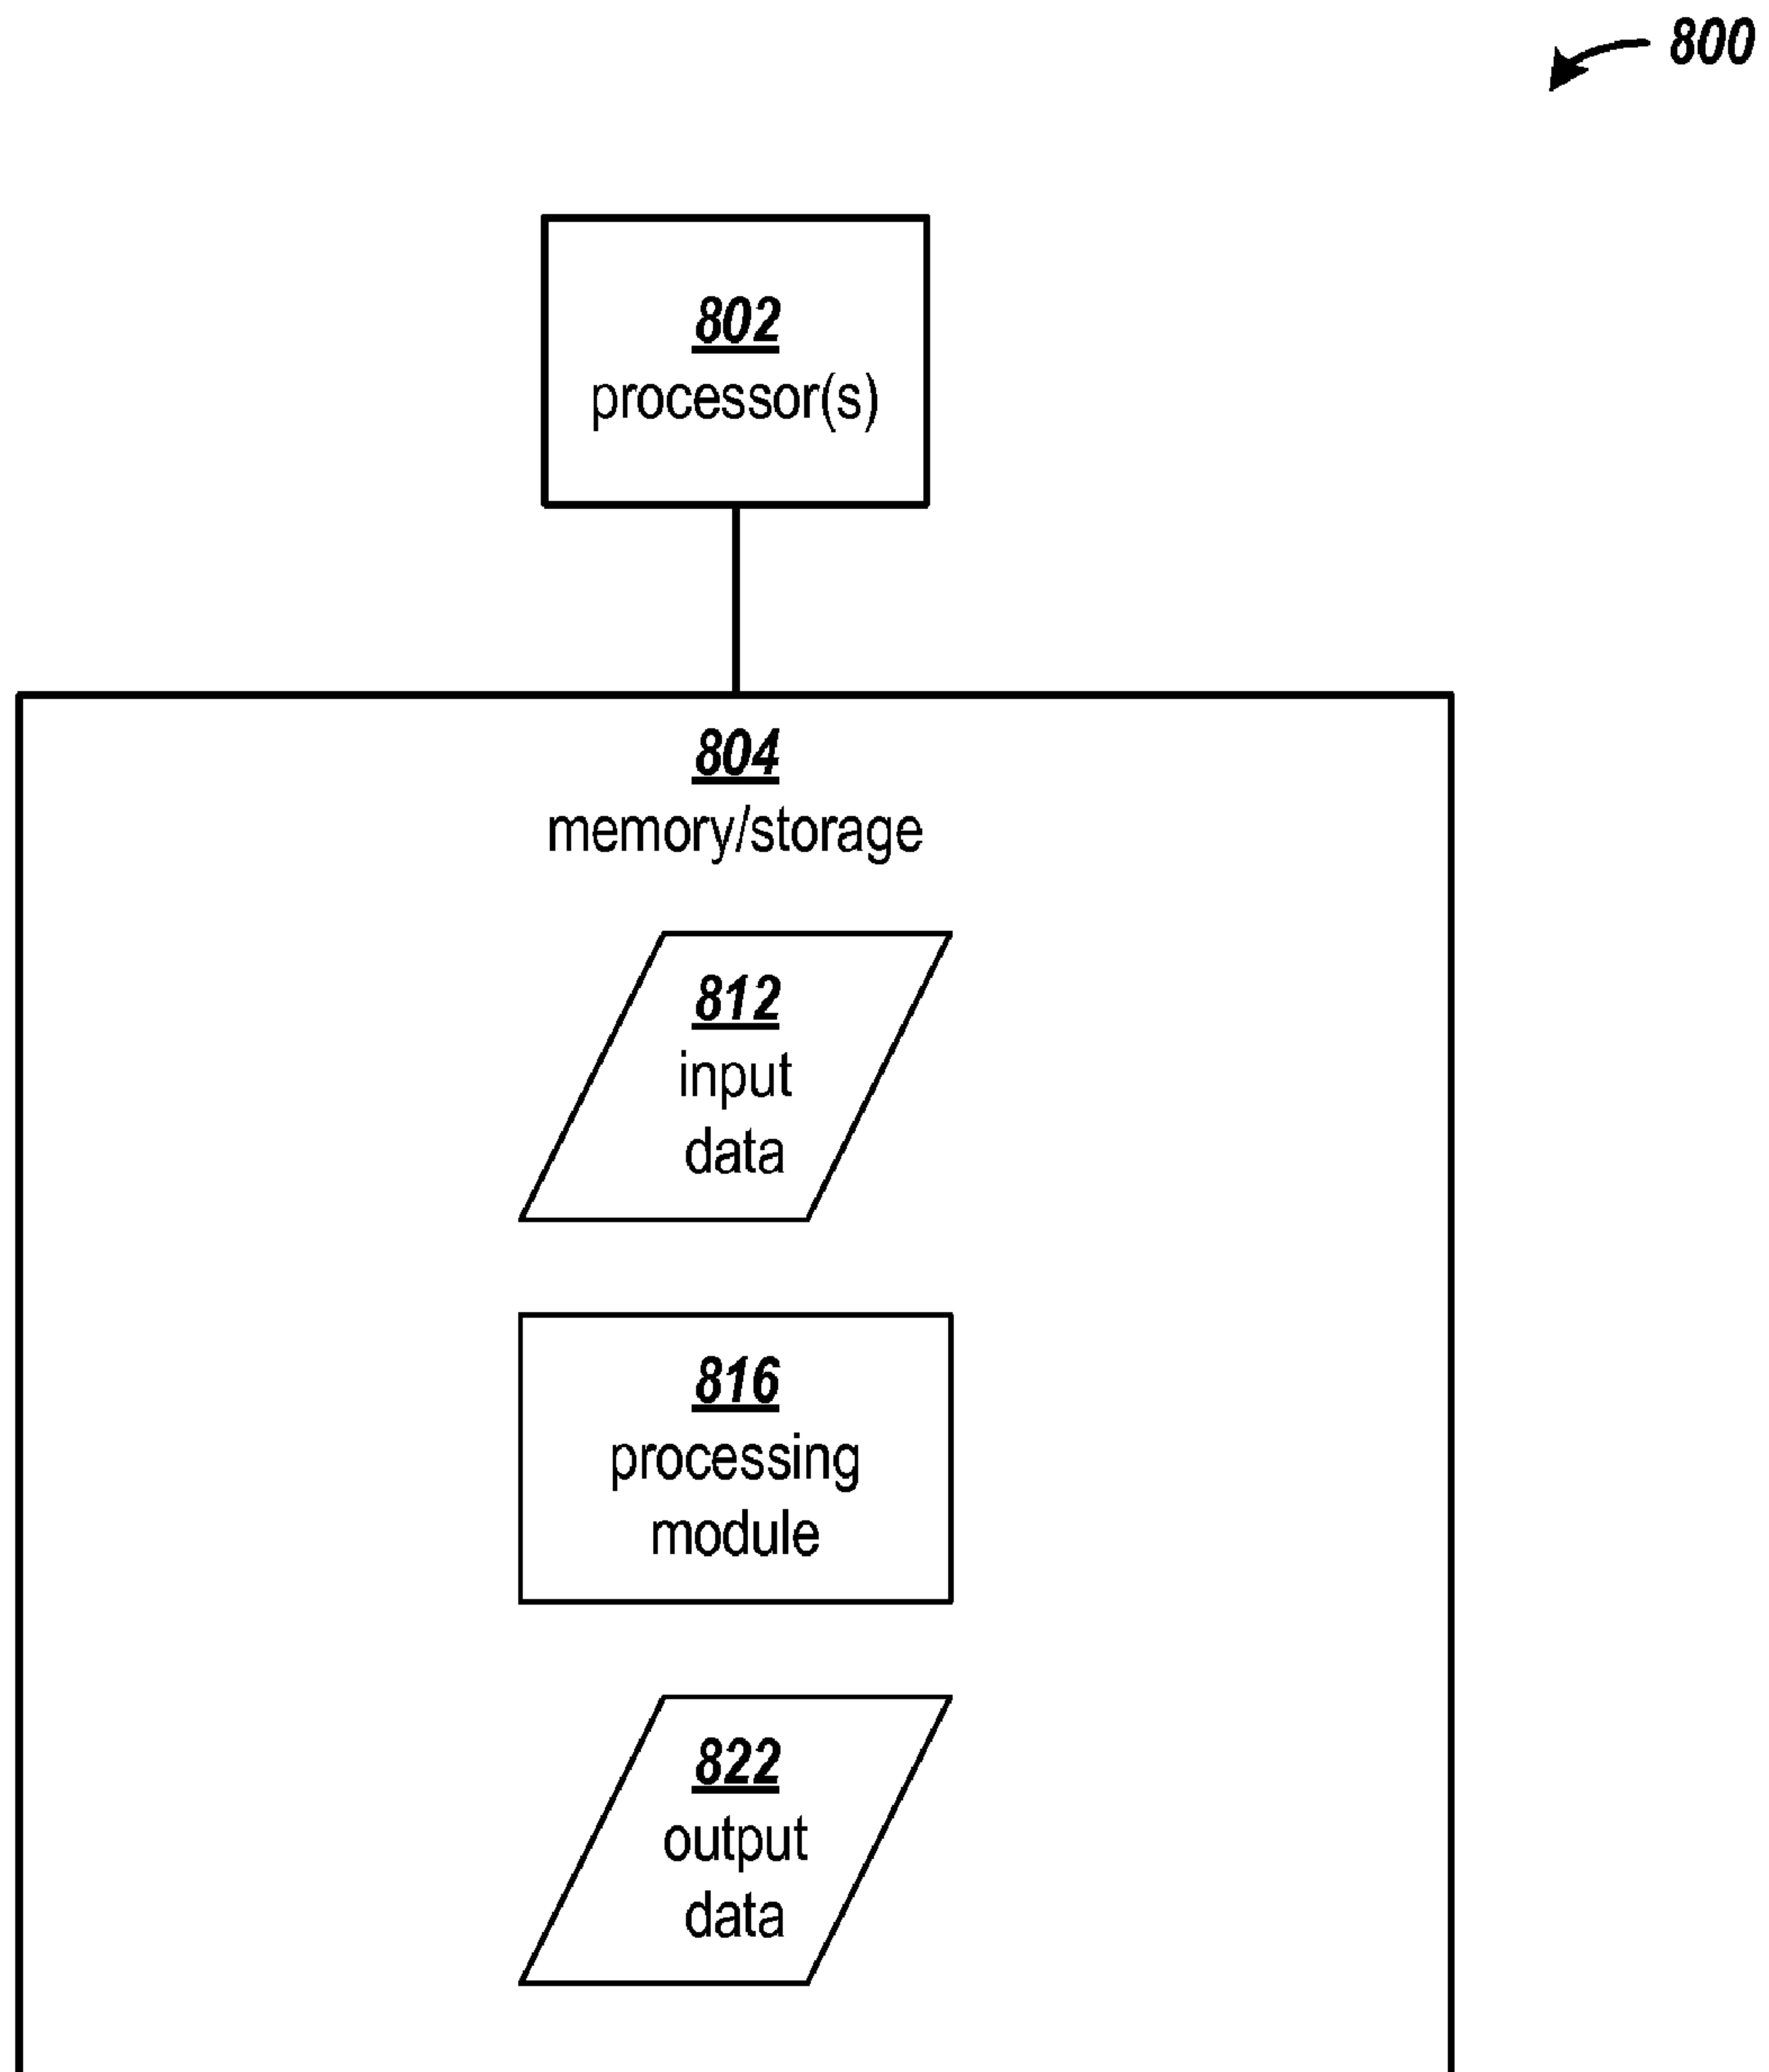 800
802
processor(s)
804
memory/storage
812
input
data
816
processing
module
822
output
data